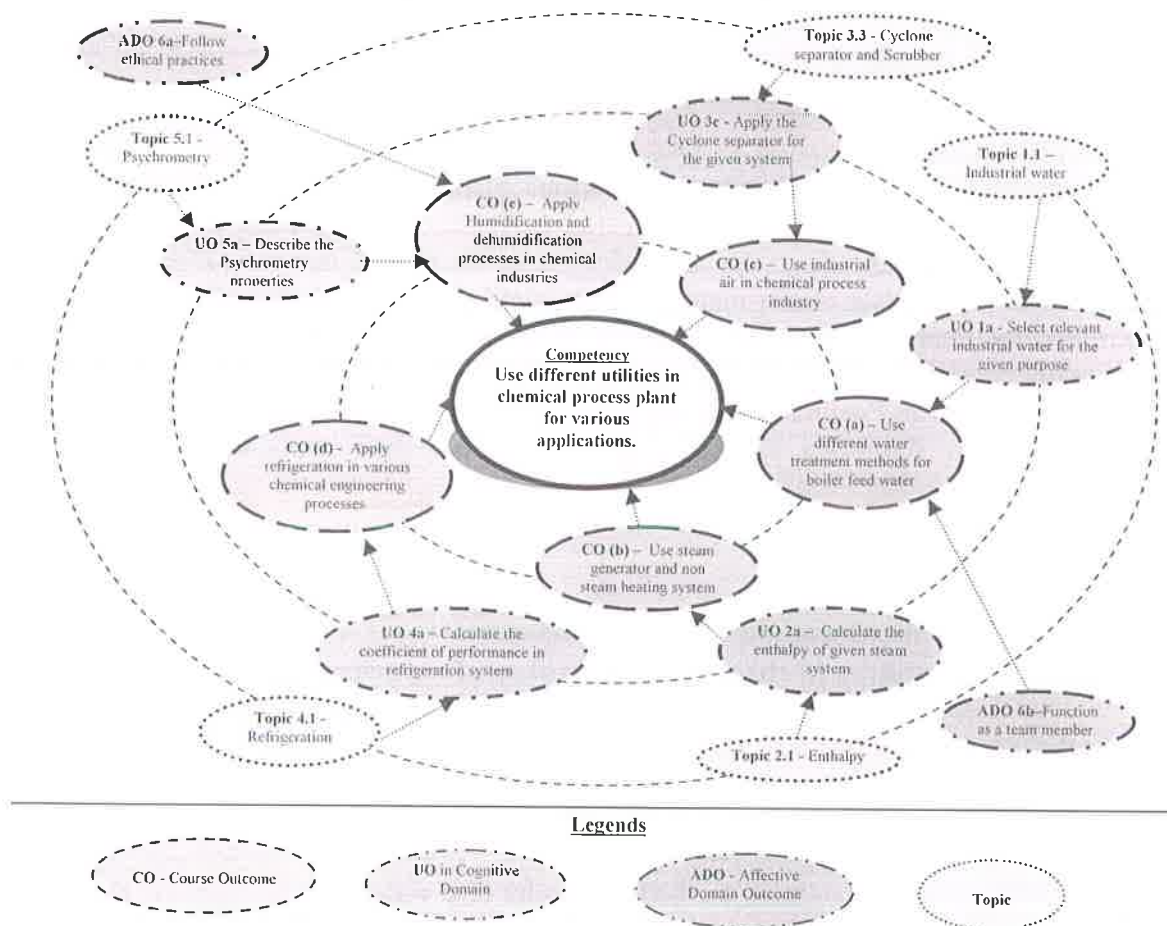 ADO 6a–Follow
ethical practices
Topic 3.3 - Cyclone
separator and Scrubber
Topic 5.1 -
Psychrometry
UO 3c - Apply the
Cyclone separator for
the given system
Topic 1.1 –
Industrial water
CO (e) – Apply
Humidification and
dehumidification
processes in chemical
industries
UO 5a – Describe the
Psychrometry
properties
CO (c) – Use industrial
air in chemical process
industry
UO 1a - Select relevant
industrial water for the
given purpose
Competency
Use different utilities in
chemical process plant
for various
applications.
CO (d) - Apply
refrigeration in various
chemical engineering
processes
CO (a) – Use
different water
treatment methods for
boiler feed water
CO (b) – Use steam
generator and non
steam heating system
UO 4a – Calculate the
coefficient of performance in
refrigeration system
UO 2a – Calculate the
enthalpy of given steam
system
Topic 4.1 -
Refrigeration
ADO 6b–Function
as a team member
Topic 2.1 - Enthalpy
Legends
CO - Course Outcome
UO in Cognitive
Domain
ADO - Affective
Domain Outcome
Topic